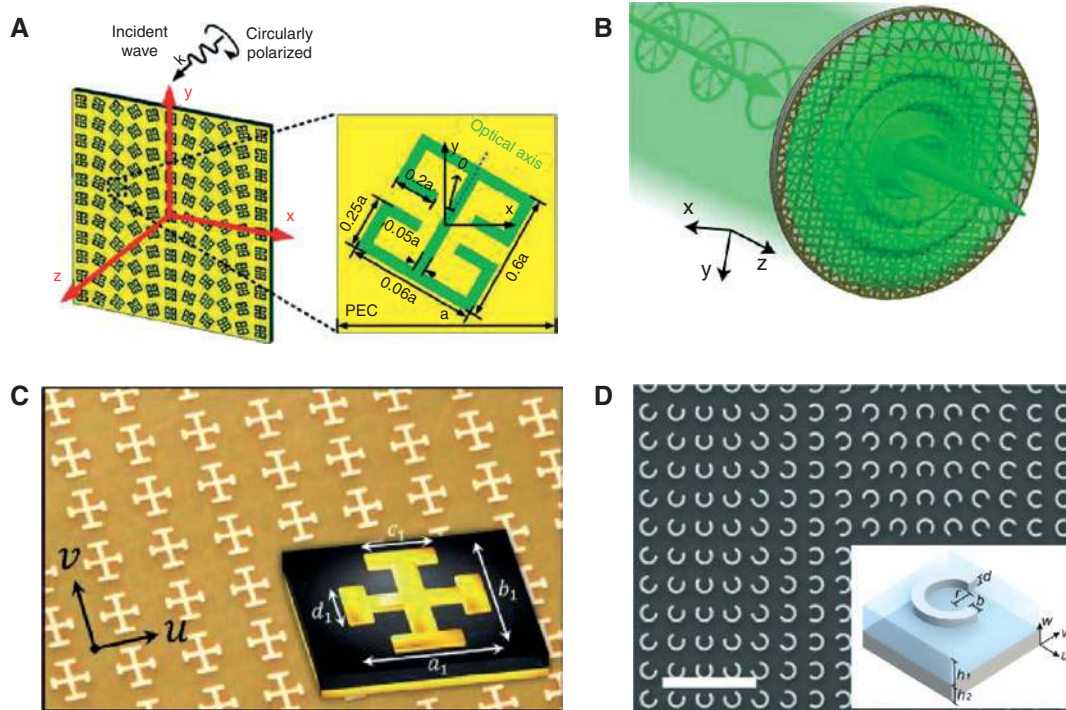 A
Incident
wave
Circularly
polarized
k
y
x
z
Optical axis
y
0
0.2a
x
0.25a
0.05a
0.6a
0.06a
PEC
a
B
x
y
z
C
v
u
c₁
b₁
d₁
a₁
D
d
r
b
w
v
u
h₁
h₂